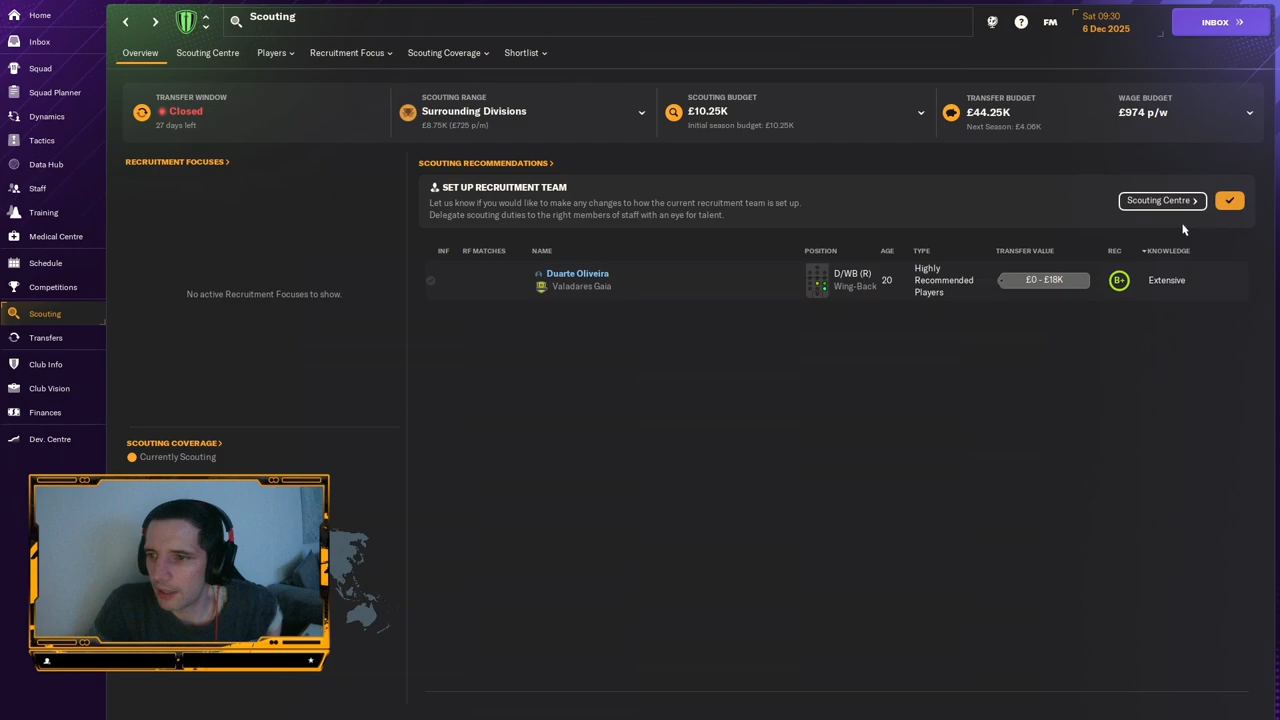 Home
Inbox
Squad
Squad Planner
Dynamics
Tactics
Data Hub
Staff
Training
Medical Centre
Schedule
Competitions
Scouting
Transfers
Club Info
Club Vision
Finances
Dev. Centre
Scouting
FM
Sat 09:30
6 Dec 2025
INBOX
Overview
Scouting Centre
Players
Recruitment Focus
Scouting Coverage
Shortlist
TRANSFER WINDOW
Closed
27 days left
SCOUTING RANGE
Surrounding Divisions
£8.75K (£725 p/m)
SCOUTING BUDGET
£10.25K
Initial season budget: £10.25K
TRANSFER BUDGET
£44.25K
Next Season: £4.06K
WAGE BUDGET
£974 p/w
RECRUITMENT FOCUSES >
No active Recruitment Focuses to show.
SCOUTING COVERAGE >
Currently Scouting
SCOUTING RECOMMENDATIONS >
SET UP RECRUITMENT TEAM
Let us know if you would like to make any changes to how the current recruitment team is set up.
Delegate scouting duties to the right members of staff with an eye for talent.
Scouting Centre >
INF RF MATCHES NAME POSITION AGE TYPE TRANSFER VALUE REC KNOWLEDGE
Duarte Oliveira
Valadares Gaia
D/WB (R)
Wing-Back
20
Highly
Recommended
Players
£0 - £18K
B+
Extensive